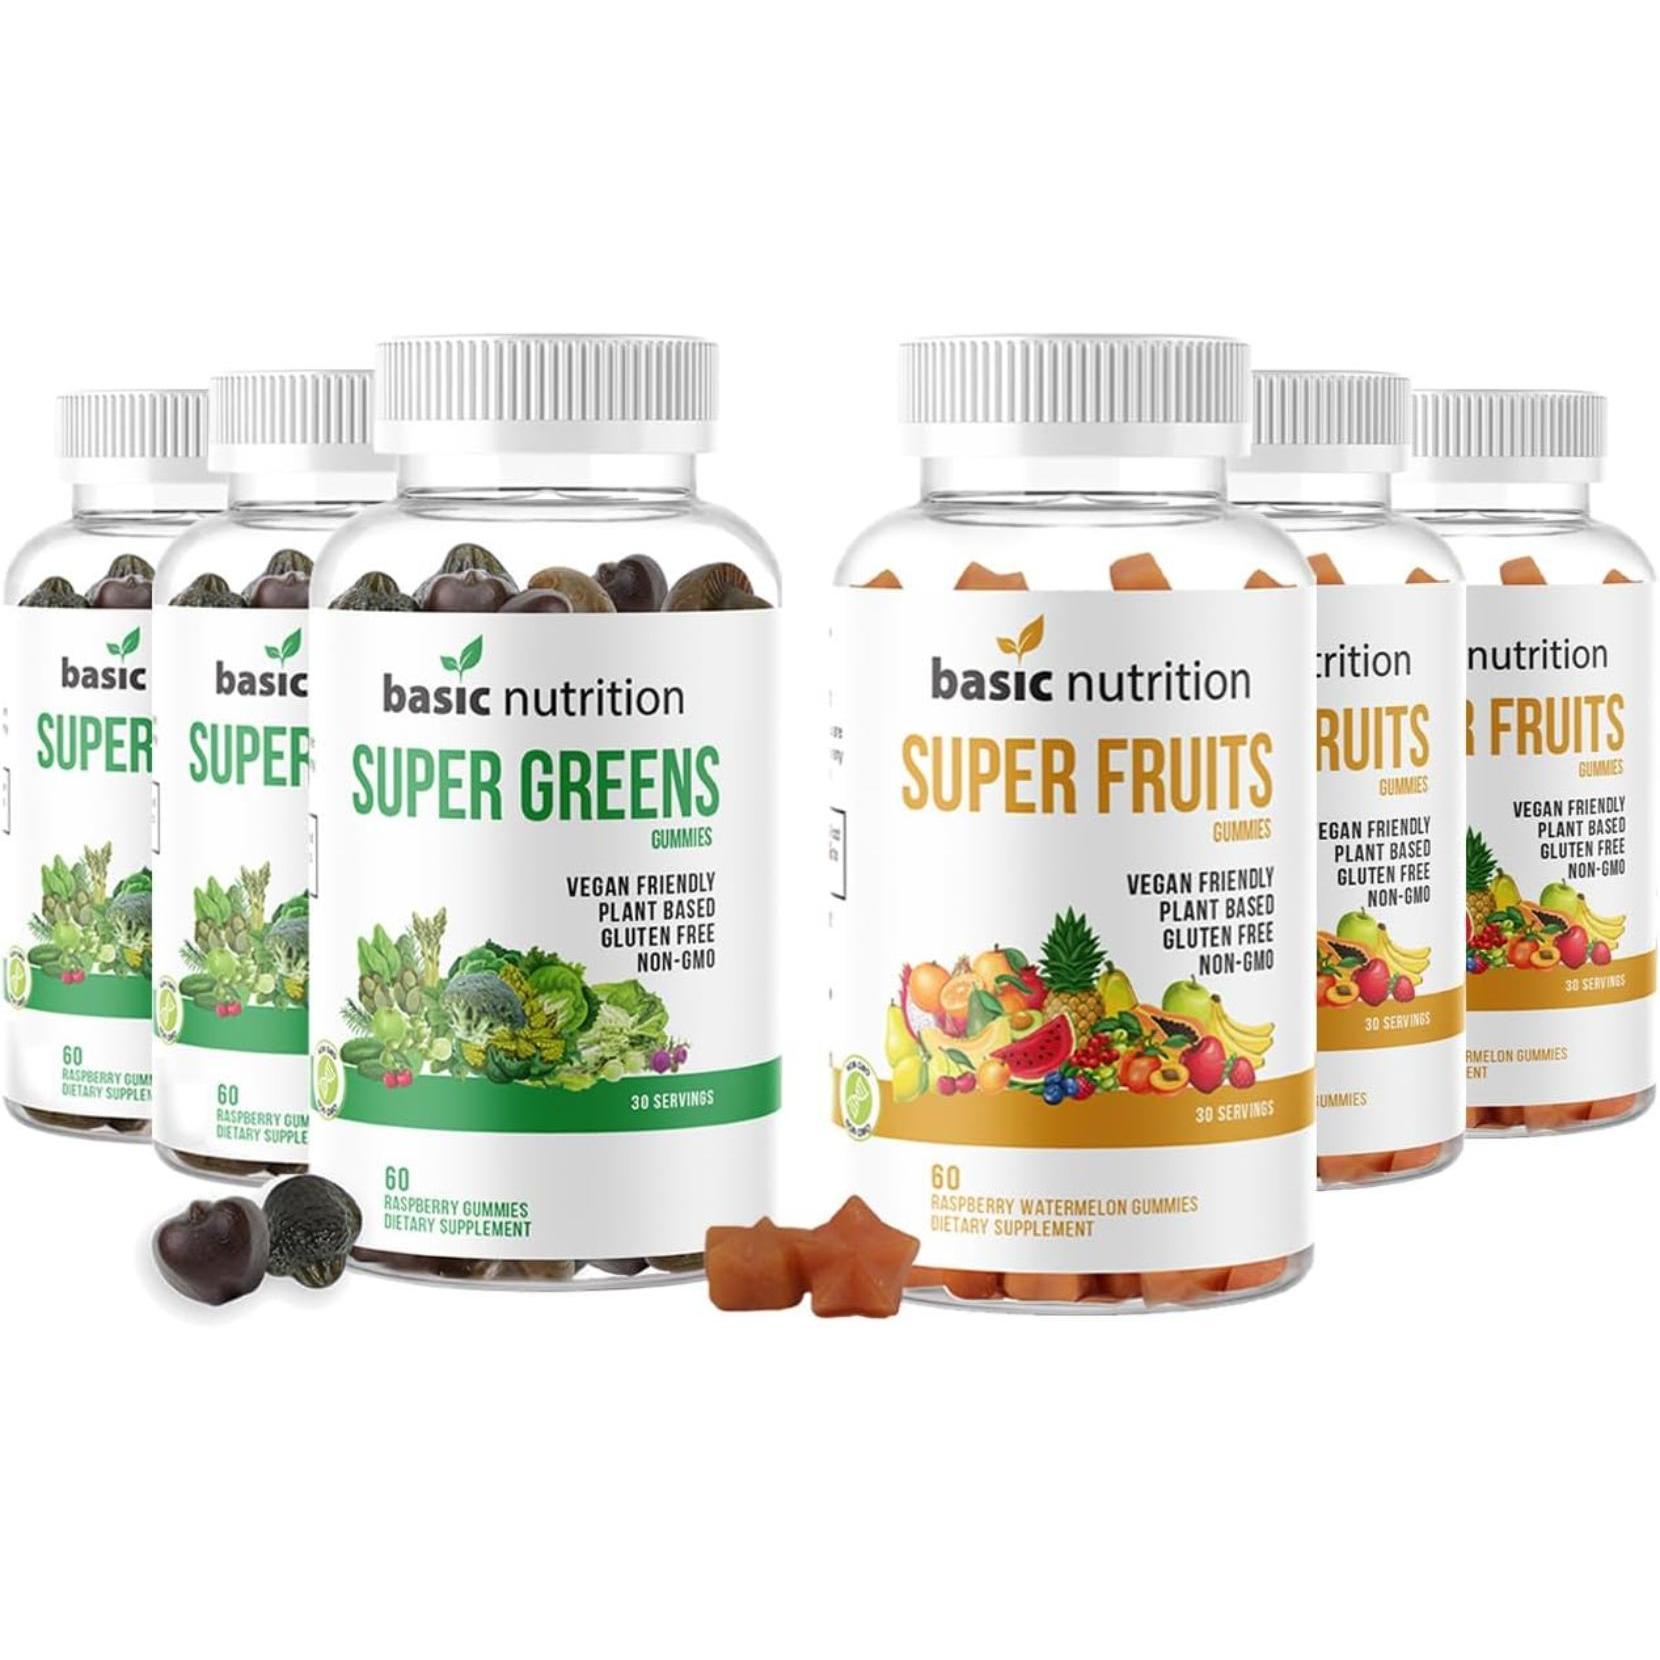 basic
SUPER
60
RASPBERRY GUMM
DIETARY SUPPLEM
basic
SUPER
60
RASPBERRY GUM
DIETARY SUPPLE
basic nutrition
SUPER GREENS
GUMMIES
VEGAN FRIENDLY
PLANT BASED
GLUTEN FREE
NON-GMO
30 SERVINGS
60
RASPBERRY GUMMIES
DIETARY SUPPLEMENT
basic nutrition
SUPER FRUITS
GUMMIES
VEGAN FRIENDLY
PLANT BASED
GLUTEN FREE
NON-GMO
30 SERVINGS
60
RASPBERRY WATERMELON GUMMIES
DIETARY SUPPLEMENT
trition
RUITS
GUMMIES
EGAN FRIENDLY
PLANT BASED
GLUTEN FREE
NON-GMO
30 SERVINGS
GUMMIES
nutrition
R FRUITS
GUMMIES
VEGAN FRIENDLY
PLANT BASED
GLUTEN FREE
NON-GMO
30 SERVINGS
RMELON GUMMIES
ENT